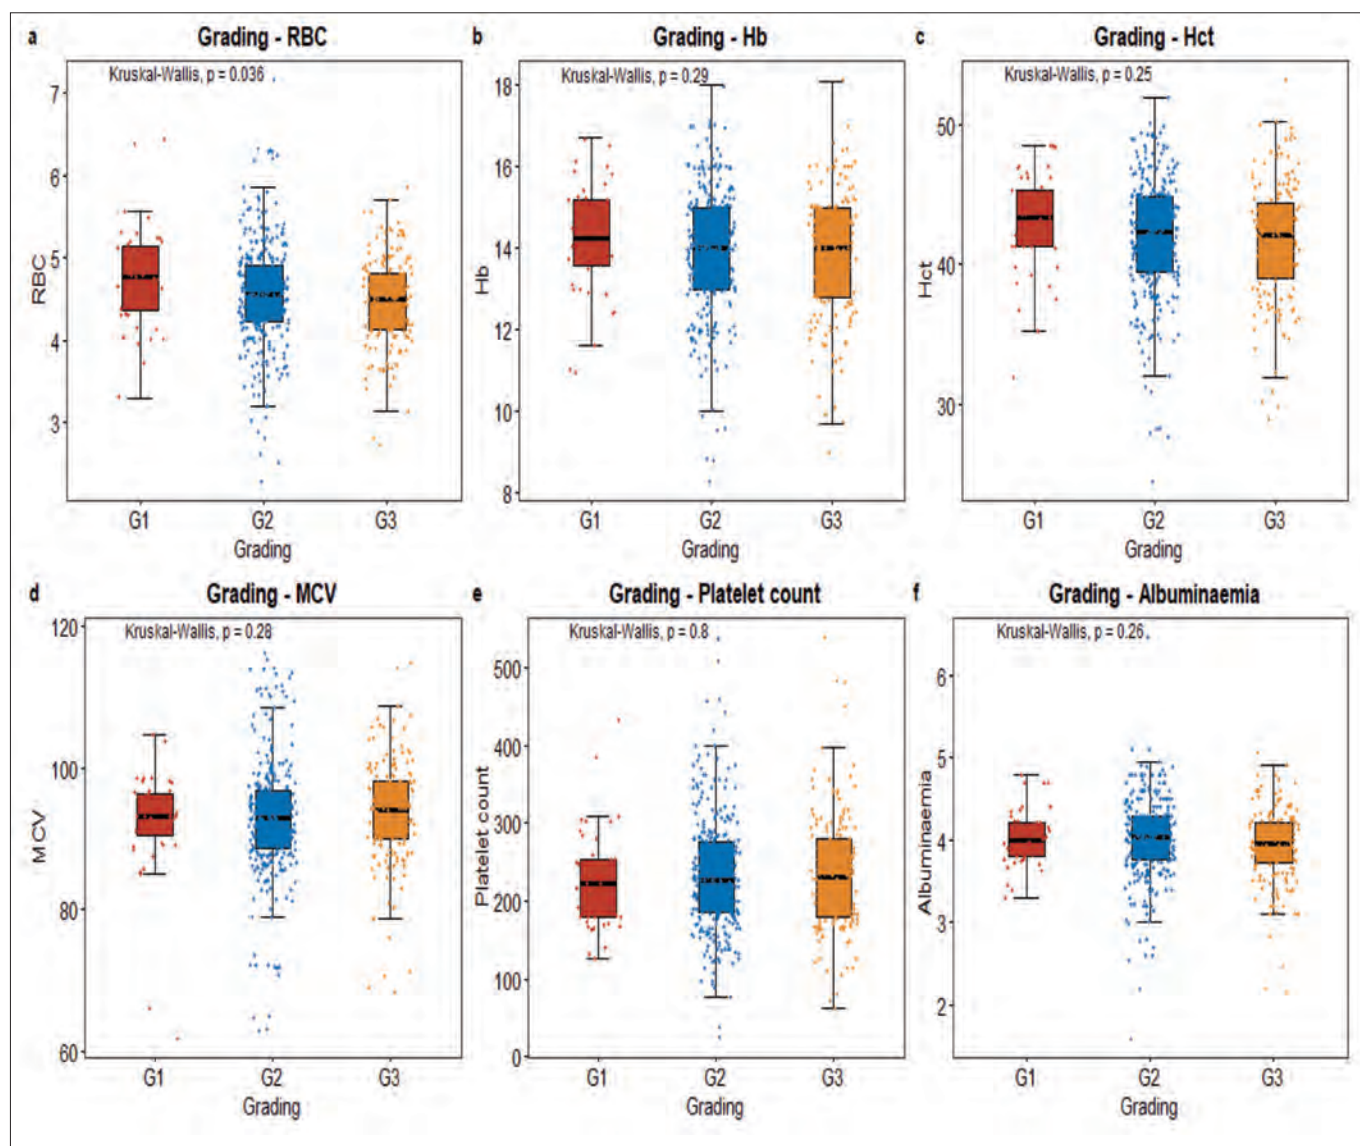 a
Grading - RBC
Kruskal-Wallis, p = 0.036
7
6
5
4
3
RBC
G1 G2 G3
Grading
b
Grading - Hb
Kruskal-Wallis, p = 0.29
18
16
14
12
10
8
Hb
G1 G2 G3
Grading
c
Grading - Hct
Kruskal-Wallis, p = 0.25
50
40
30
Hct
G1 G2 G3
Grading
d
Grading - MCV
Kruskal-Wallis, p = 0.28
120
100
80
60
MCV
G1 G2 G3
Grading
e
Grading - Platelet count
Kruskal-Wallis, p = 0.8
500
400
300
200
100
0
Platelet count
G1 G2 G3
Grading
f
Grading - Albuminaemia
Kruskal-Wallis, p = 0.26
6
5
4
3
2
Albuminaemia
G1 G2 G3
Grading